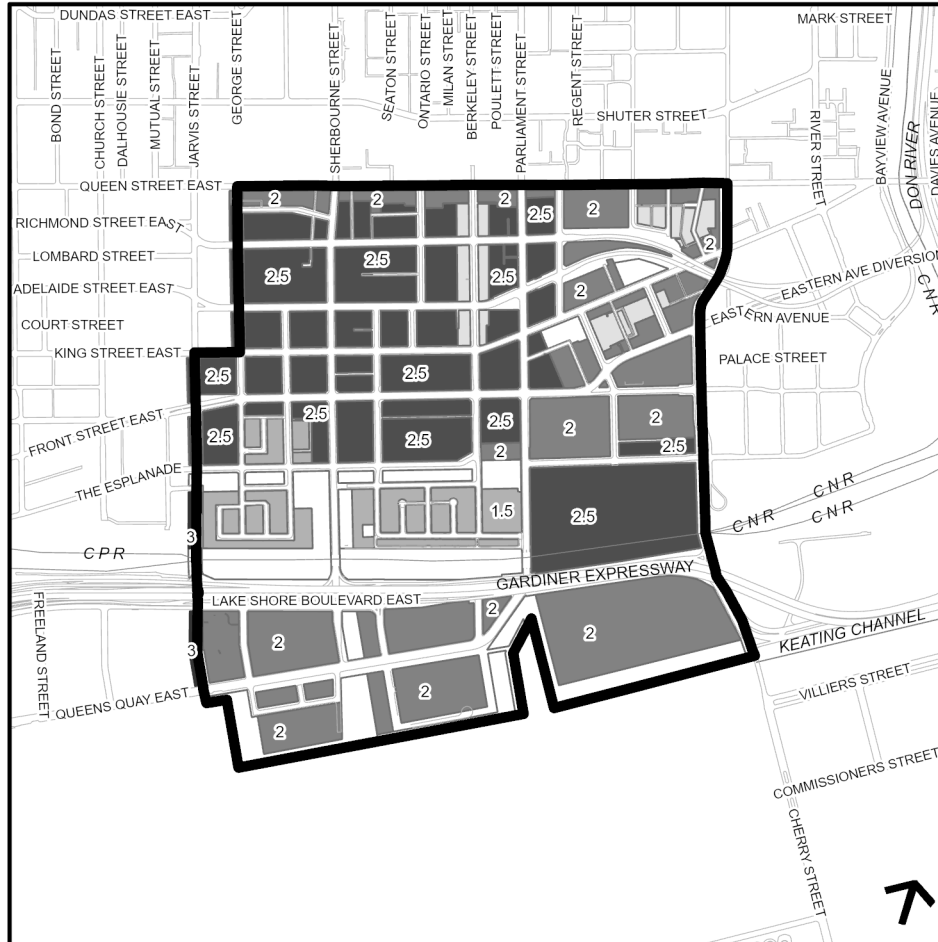 DUNDAS STREET EAST
MARK STREET
BOND STREET
CHURCH STREET
DALHOUSIE STREET
MUTUAL STREET
JARVIS STREET
GEORGE STREET
SHERBOURNE STREET
SEATON STREET
ONTARIO STREET
MILAN STREET
BERKELEY STREET
POULETT STREET
PARLIAMENT STREET
REGENT STREET
SHUTER STREET
RIVER STREET
BAYVIEW AVENUE
DON RIVER
DAVIES AVENUE
QUEEN STREET EAST
2
2
2
2.5
2
2
RICHMOND STREET EAST
LOMBARD STREET
2.5
2.5
2.5
2
EASTERN AVE DIVERSION
CNR
ADELAIDE STREET EAST
EASTERN AVENUE
COURT STREET
KING STREET EAST
PALACE STREET
2.5
2.5
FRONT STREET EAST
2.5
2.5
2.5
2.5
2
2
2.5
2
2.5
THE ESPLANADE
1.5
2.5
CNR
CNR
CNR
3
CPR
GARDINER EXPRESSWAY
LAKE SHORE BOULEVARD EAST
2
2
2
3
FREELAND STREET
KEATING CHANNEL
VILLIERS STREET
QUEENS QUAY EAST
2
2
COMMISSIONERS STREET
CHERRY STREET